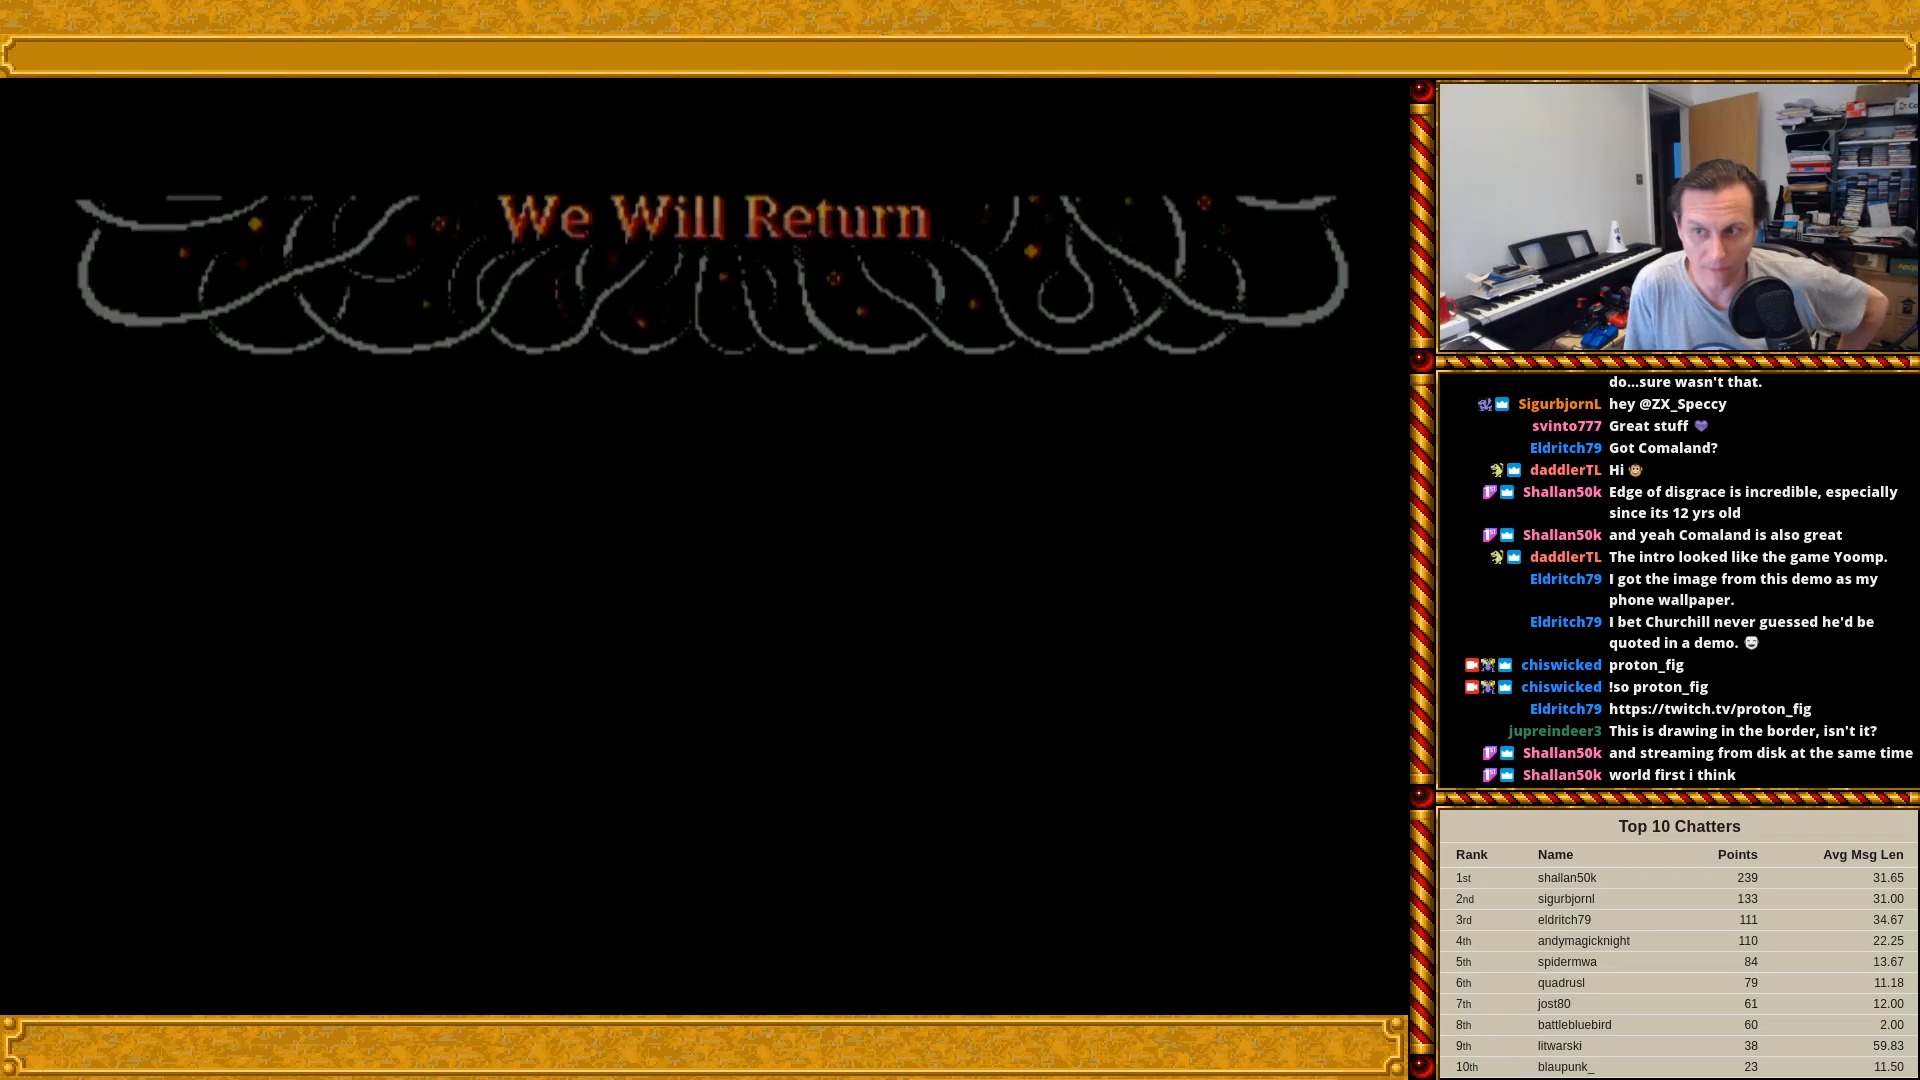 We Will Return
do...sure wasn't that.
SigurbjornL hey @ZX_Speccy
svinto777 Great stuff 💜
Eldritch79 Got Comaland?
daddlerTL Hi 🐵
Shallan50k Edge of disgrace is incredible, especially
since its 12 yrs old
Shallan50k and yeah Comaland is also great
daddlerTL The intro looked like the game Yoomp.
Eldritch79 I got the image from this demo as my
phone wallpaper.
Eldritch79 I bet Churchill never guessed he'd be
quoted in a demo.
chiswicked proton_fig
chiswicked !so proton_fig
Eldritch79 https://twitch.tv/proton_fig
jupreindeer3 This is drawing in the border, isn't it?
Shallan50k and streaming from disk at the same time
Shallan50k world first i think
Top 10 Chatters
Rank Name Points Avg Msg Len
1st shallan50k 239 31.65
2nd sigurbjornl 133 31.00
3rd eldritch79 111 34.67
4th andymagicknight 110 22.25
5th spidermwa 84 13.67
6th quadrusl 79 11.18
7th jost80 61 12.00
8th battlebluebird 60 2.00
9th litwarski 38 59.83
10th blaupunk_ 23 11.50